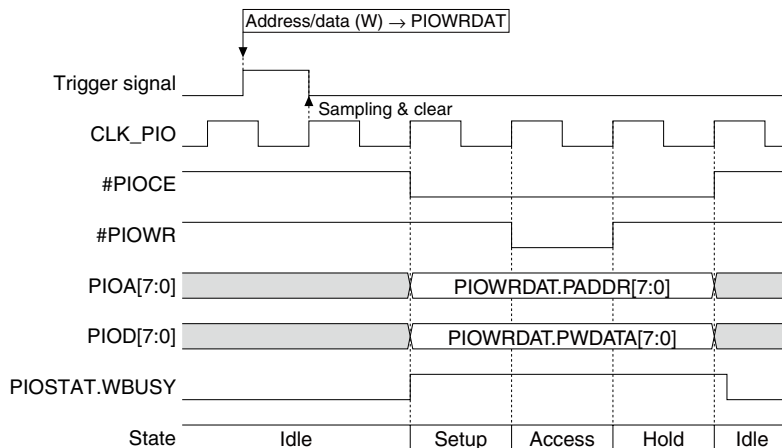 Address/data (W) → PIOWRDAT
Trigger signal
Sampling & clear
CLK_PIO
#PIOCE
#PIOWR
PIOA[7:0] PIOWRDAT.PADDR[7:0]
PIOD[7:0] PIOWRDAT.PWDATA[7:0]
PIOSTAT.WBUSY
State Idle Setup Access Hold Idle